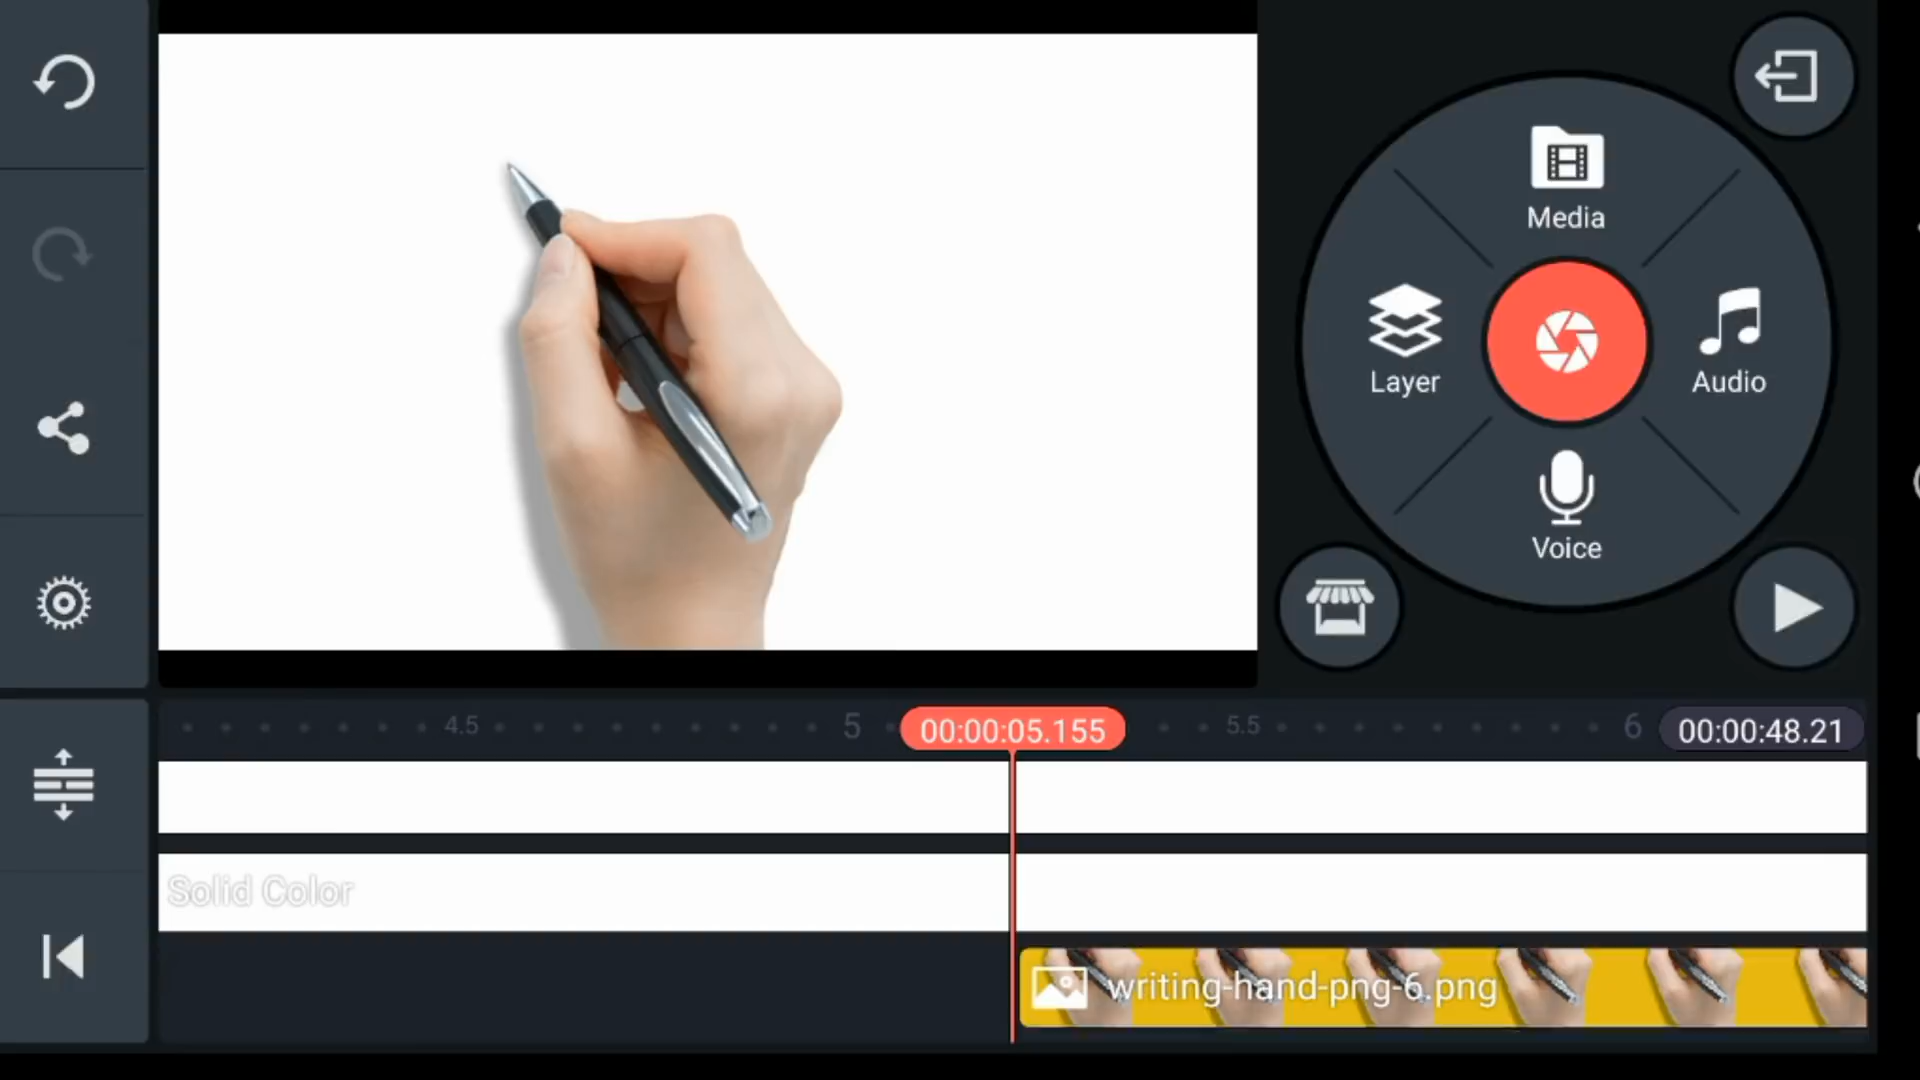 Media
Layer
Audio
Voice
4.5
5
00:00:05.155
5.5
6
00:00:48.21
Solid Color
writing-hand-png-6.png